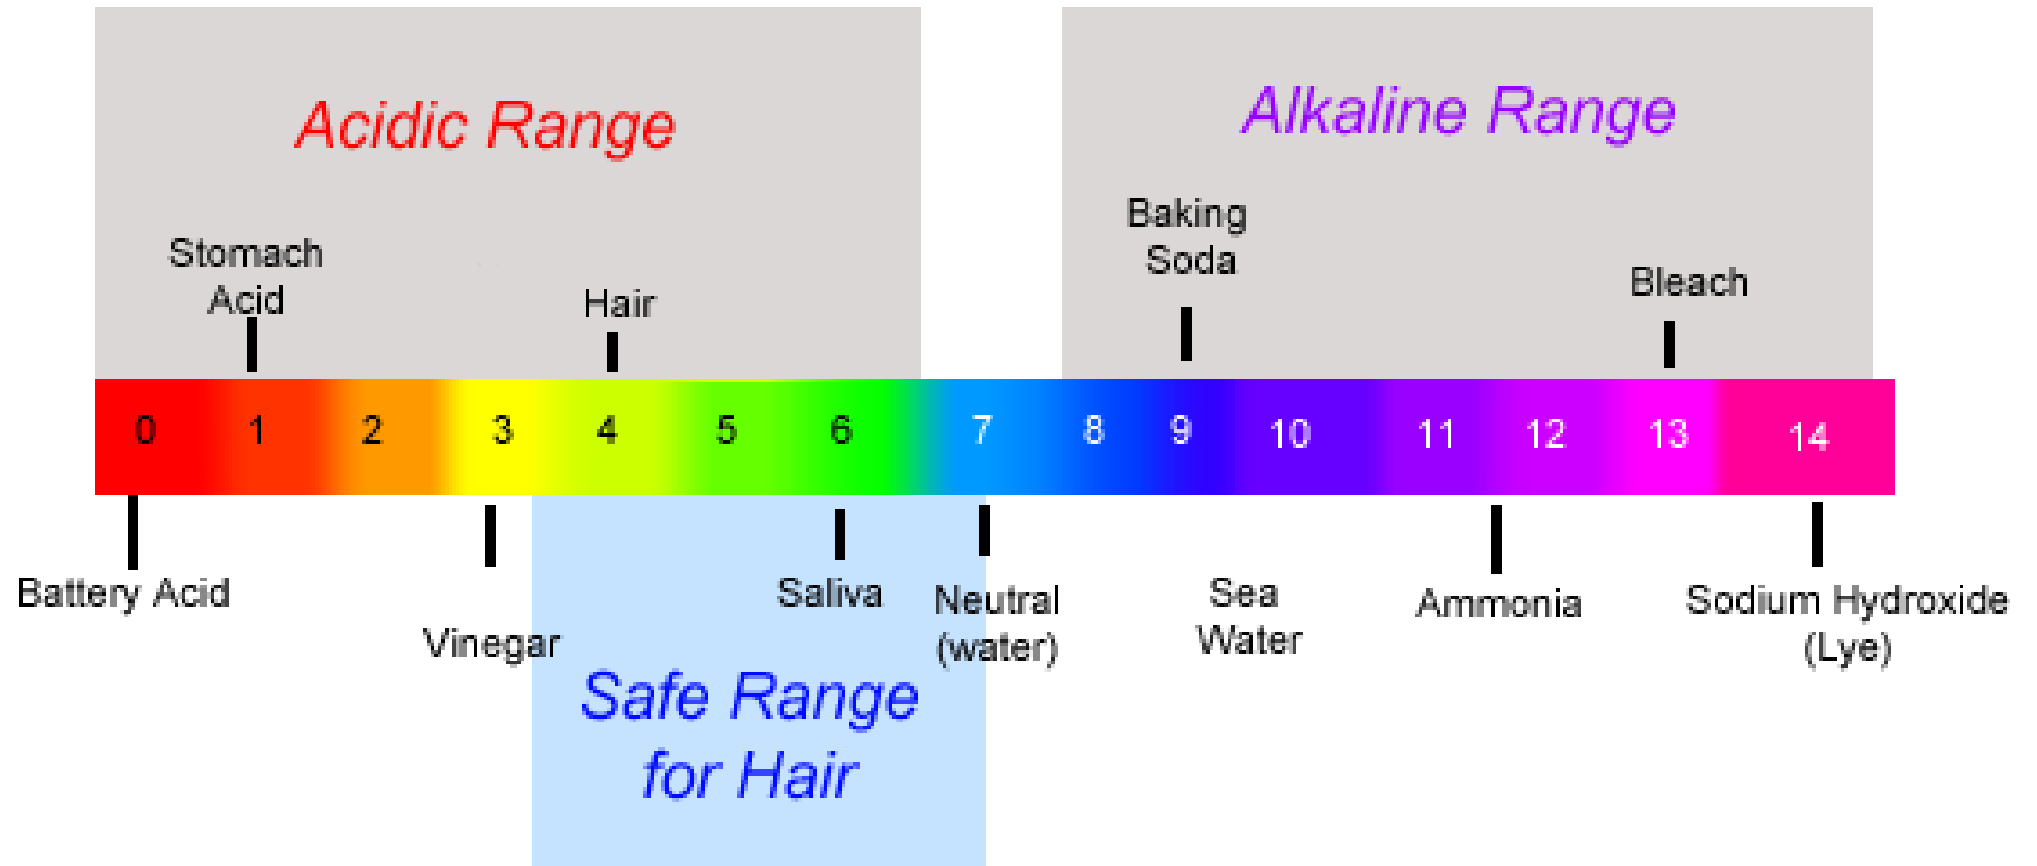 Acidic Range
Alkaline Range
Stomach
Acid
Hair
Baking
Soda
Bleach
0 1 2 3 4 5 6 7 8 9 10 11 12 13 14
Battery Acid
Vinegar
Saliva
Neutral
(water)
Sea
Water
Ammonia
Sodium Hydroxide
(Lye)
Safe Range
for Hair